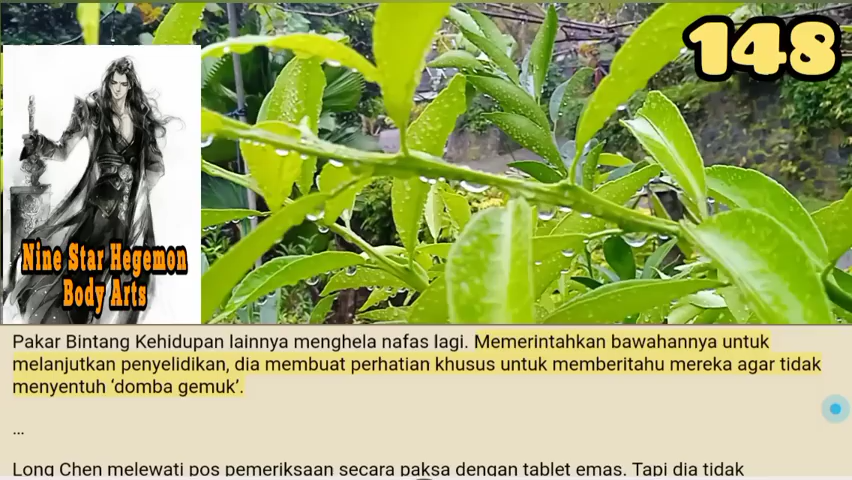 148
Nine Star Hegemon
Body Arts
Pakar Bintang Kehidupan lainnya menghela nafas lagi. Memerintahkan bawahannya untuk
melanjutkan penyelidikan, dia membuat perhatian khusus untuk memberitahu mereka agar tidak
menyentuh ‘domba gemuk’.
...
Long Chen melewati pos pemeriksaan secara paksa dengan tablet emas. Tapi dia tidak